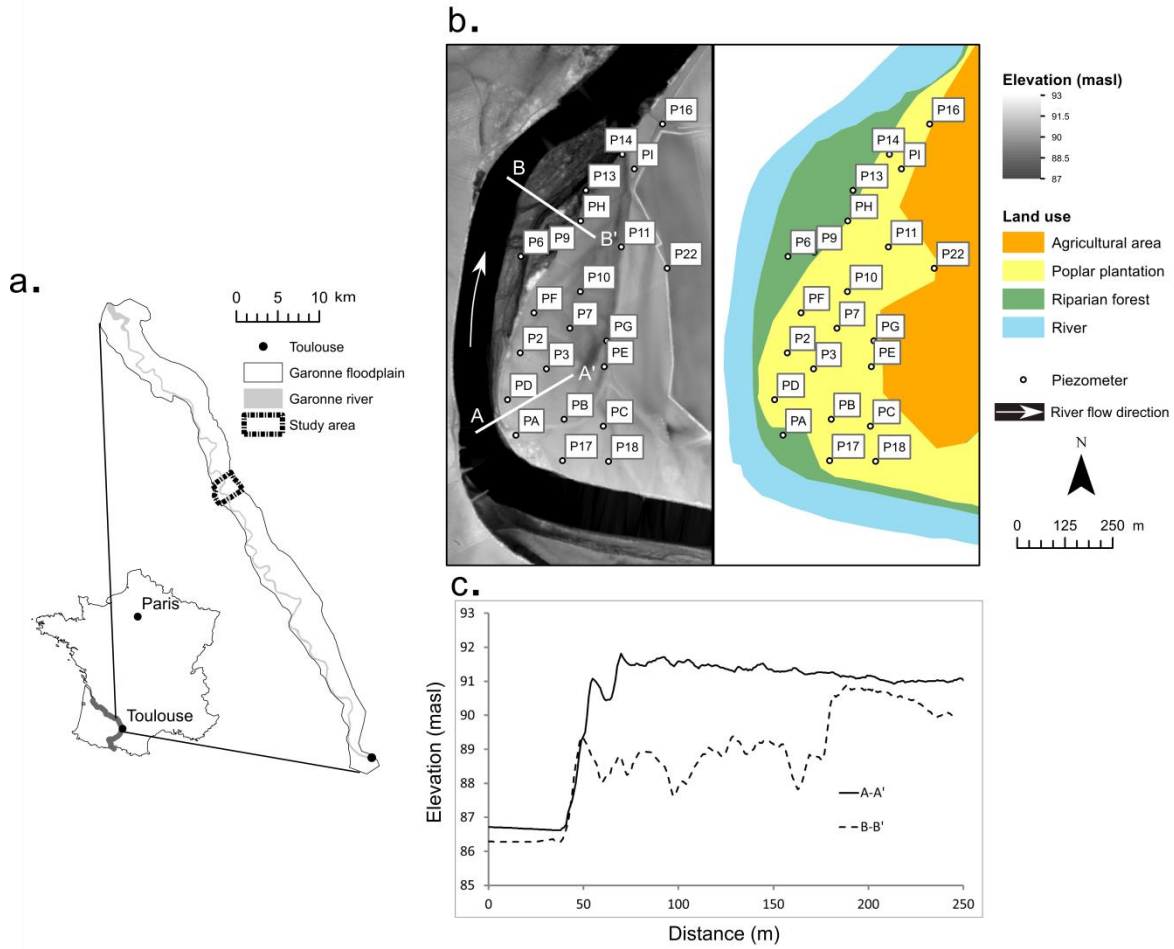 a.
0 5 10 km
Toulouse
Garonne floodplain
Garonne river
Study area
Paris
Toulouse
b.
P16
P14
PI
P13
PH
B
B'
P6
P9
P11
P22
P10
PF
P7
PG
P2
P3
PE
A'
PD
A
PA
PB
PC
P17
P18
P16
P14
PI
P13
PH
P6
P9
P11
P22
P10
PF
P7
PG
P2
P3
PE
PD
PA
PB
PC
P17
P18
Elevation (masl)
93
91.5
90
88.5
87
Land use
Agricultural area
Poplar plantation
Riparian forest
River
Piezometer
River flow direction
N
0 125 250 m
c.
Elevation (masl)
93
92
91
90
89
88
87
86
85
A-A'
B-B'
0 50 100 150 200 250
Distance (m)